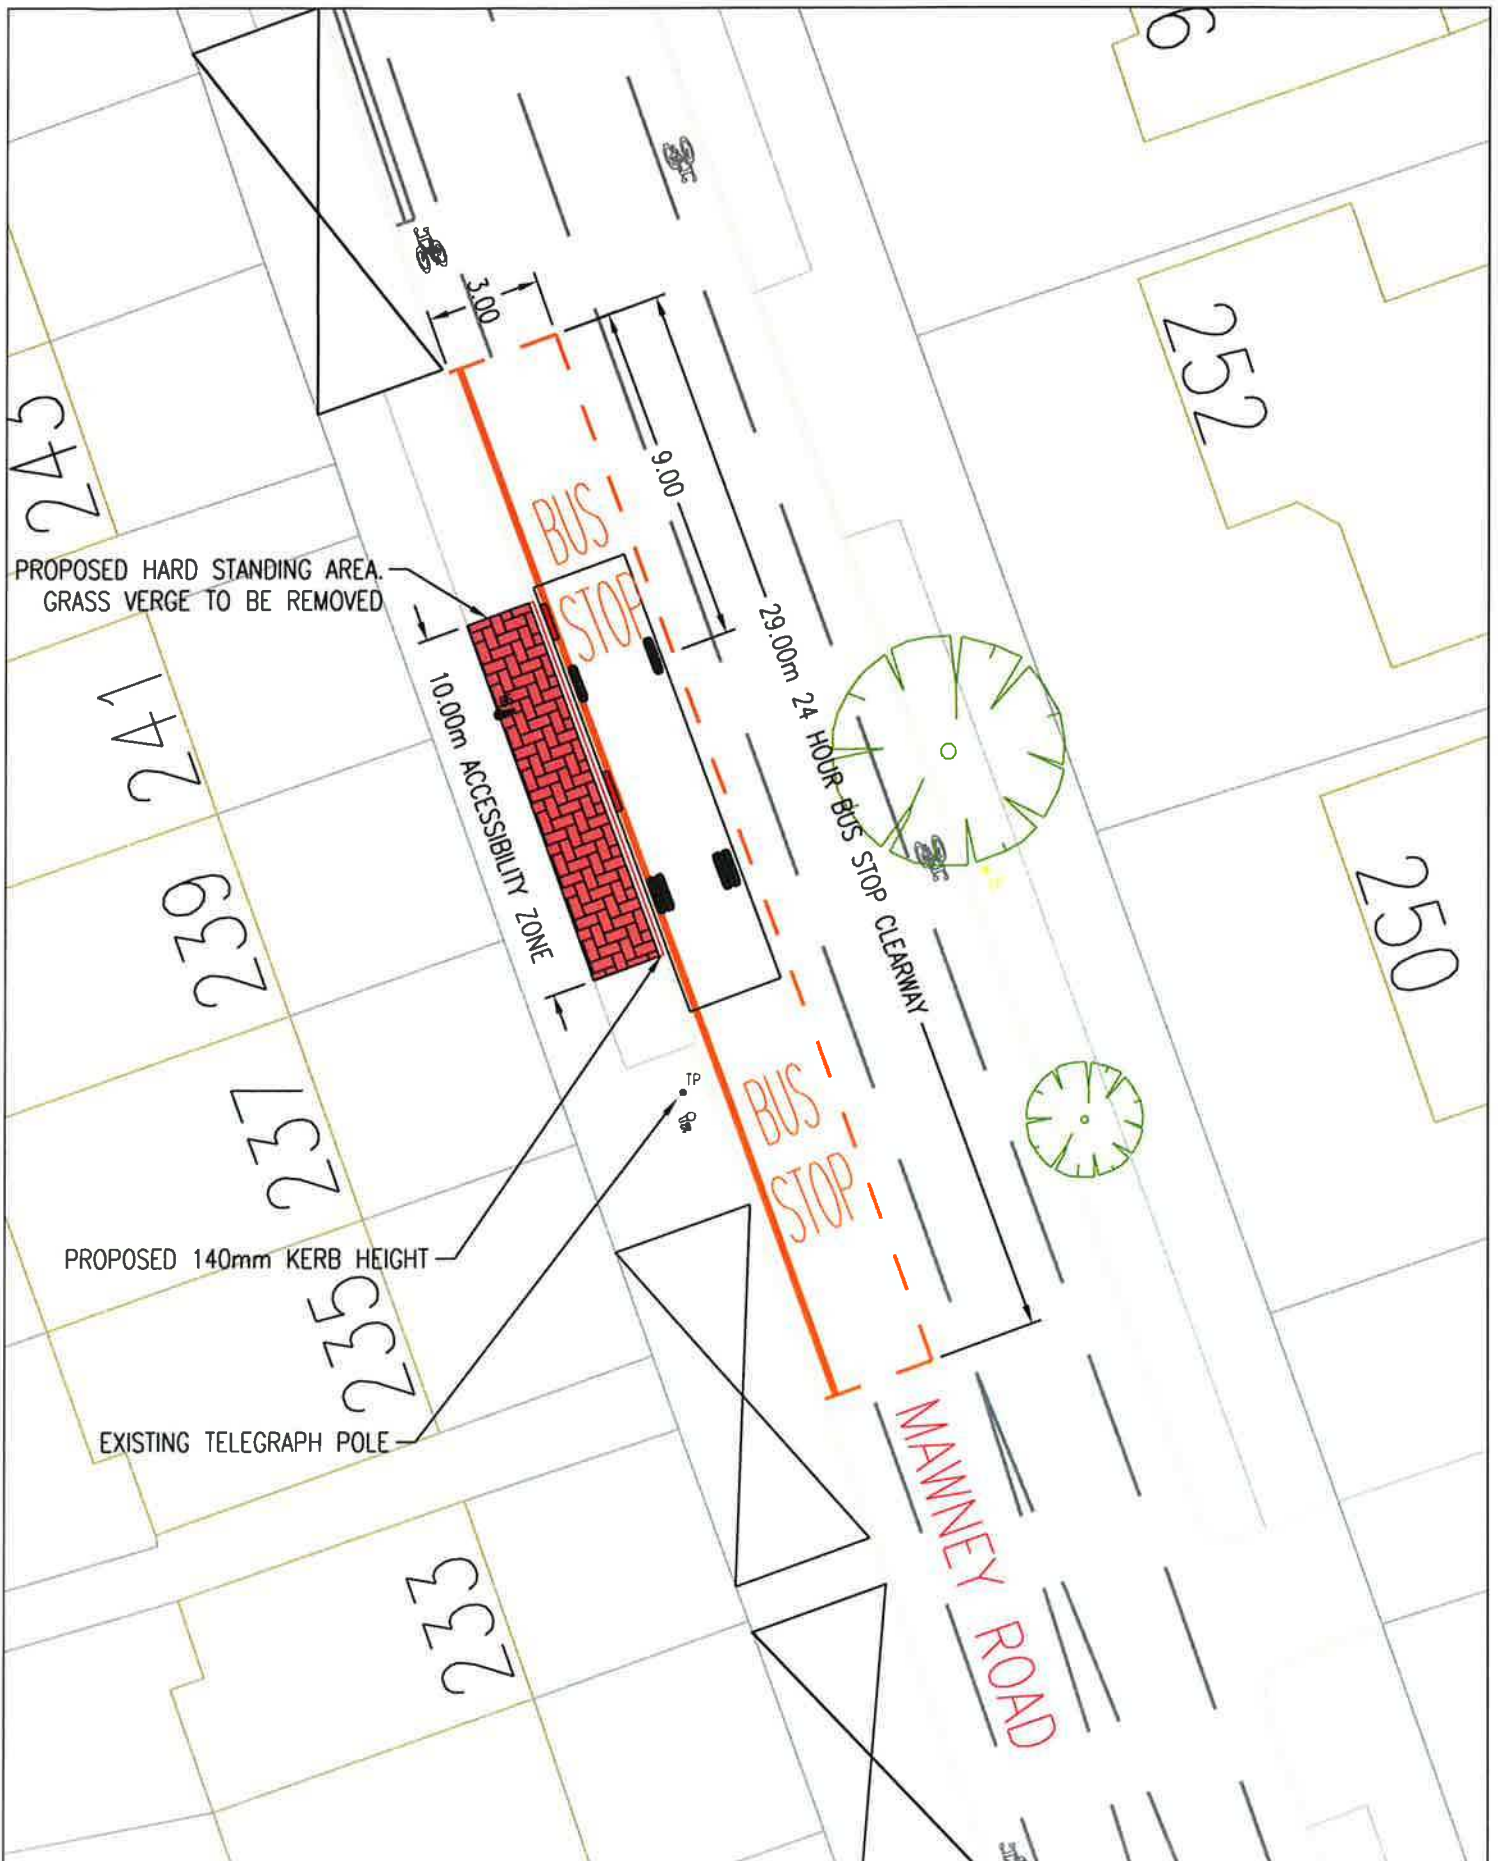 6
252
3.00
243
9.00
BUS
STOP
PROPOSED HARD STANDING AREA.
GRASS VERGE TO BE REMOVED
29.00m 24 HOUR BUS STOP CLEARWAY
241
10.00m ACCESSIBILITY ZONE
239
250
237
TP
BUS
STOP
PROPOSED 140mm KERB HEIGHT
235
EXISTING TELEGRAPH POLE
MAWNEY ROAD
233